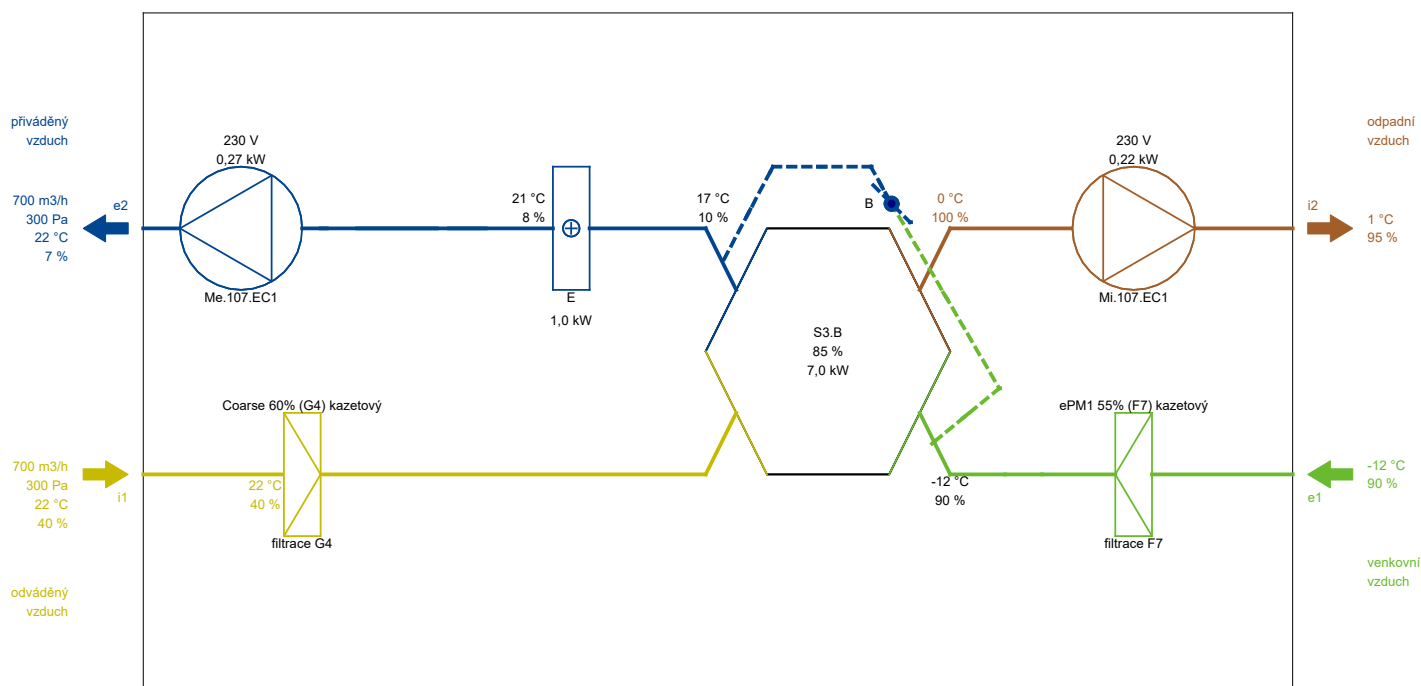 přiváděný
vzduch
700 m3/h
300 Pa
22 °C
7 %
e2
230 V
0,27 kW
Me.107.EC1
21 °C
8 %
E
1,0 kW
17 °C
10 %
B
0 °C
100 %
230 V
0,22 kW
Mi.107.EC1
odpadní
vzduch
i2
1 °C
95 %
S3.B
85 %
7,0 kW
Coarse 60% (G4) kazetový
700 m3/h
300 Pa
22 °C
40 %
i1
22 °C
40 %
filtrace G4
odváděný
vzduch
-12 °C
90 %
ePM1 55% (F7) kazetový
filtrace F7
-12 °C
90 %
e1
venkovní
vzduch